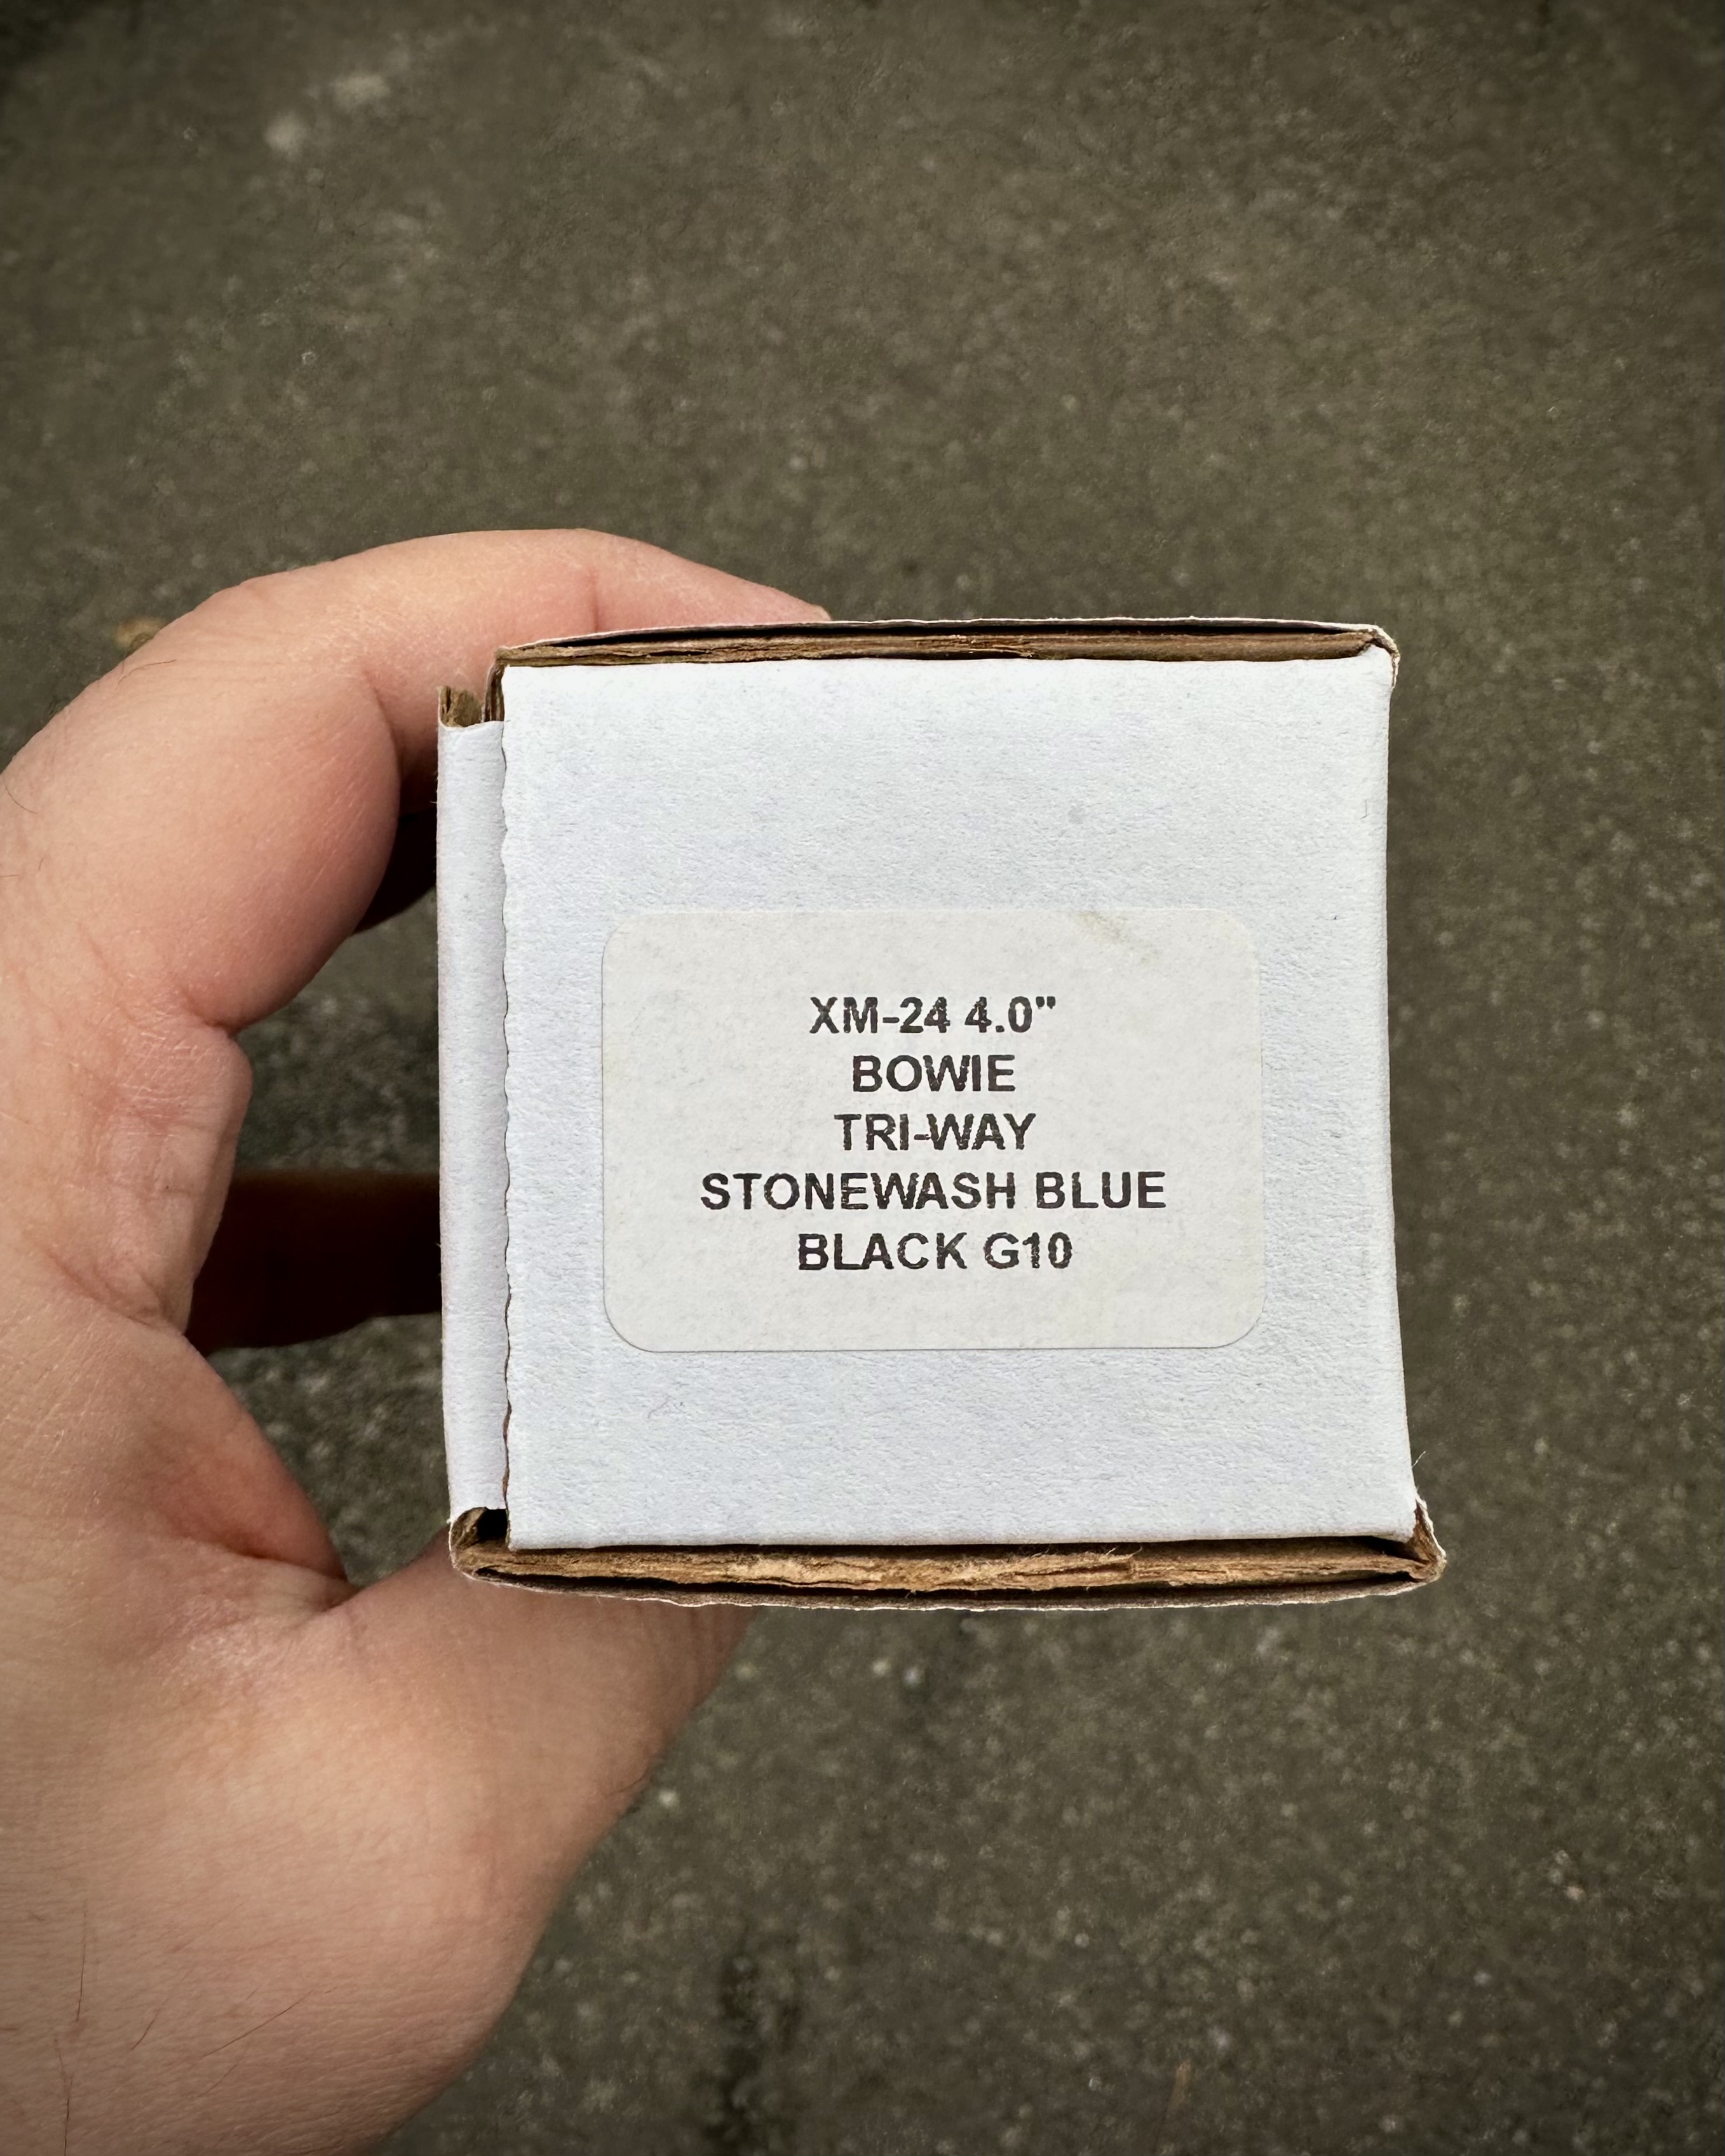 XM-24 4.0"
BOWIE
TRI-WAY
STONEWASH BLUE
BLACK G10